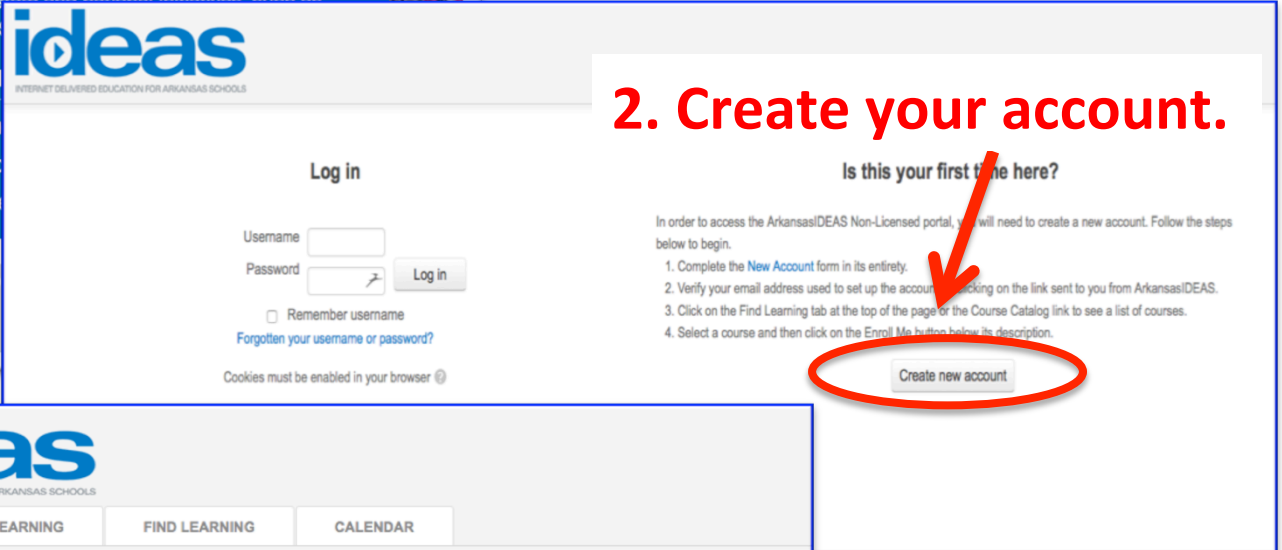 ideas
INTERNET DELIVERED EDUCATION FOR ARKANSAS SCHOOLS
2. Create your account.
Log in
Username
Password
Log in
Remember username
Forgotten your username or password?
Cookies must be enabled in your browser
Is this your first here?
In order to access the ArkansasIDEAS Non-Licensed portal, will need to create a new account. Follow the steps
below to begin.
1. Complete the New Account form in its entirety.
2. Verify your email address used to set up the account clicking on the link sent to you from ArkansasIDEAS.
3. Click on the Find Learning tab at the top of the page or the Course Catalog link to see a list of courses.
4. Select a course and then click on the Enroll Me button below its description.
Create new account
as
RKANSAS SCHOOLS
EARNING
FIND LEARNING
CALENDAR